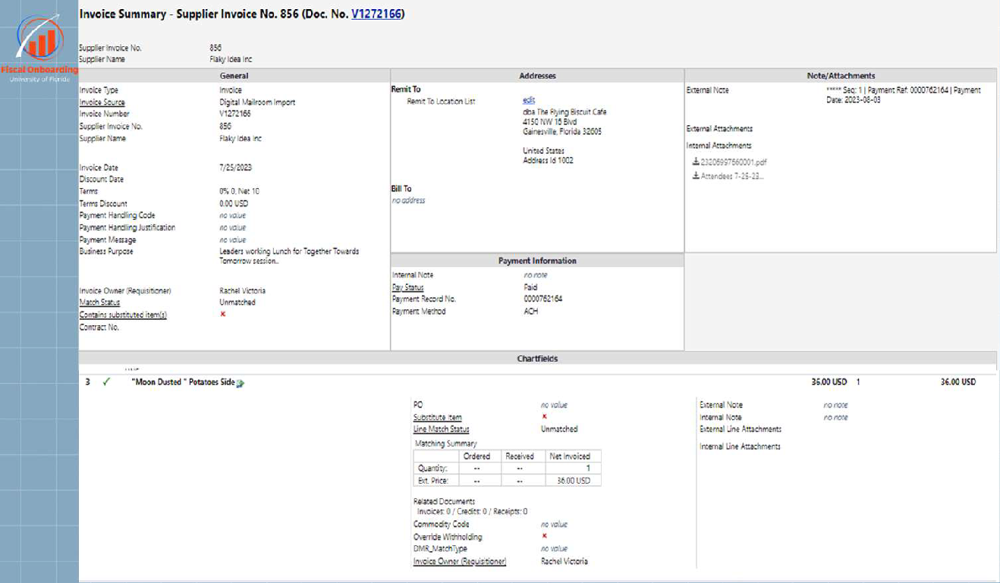 Invoice Summary - Supplier Invoice No. 856 (Doc. No. V1272166)
Fiscal Onboarding
University of Florida
Supplier Invoice No. 856
Supplier Name Flaky Idea Inc
General
Invoice Type Invoice
Invoice Source Digital Mailroom Import
Invoice Number V1272166
Supplier Invoice No. 856
Supplier Name Flaky Idea Inc
Invoice Date 7/25/2023
Discount Date
Terms 0% 0, Net 10
Terms Discount 0.00 USD
Payment Handling Code no value
Payment Handling Justification no value
Payment Message no value
Business Purpose Leaders working Lunch for Together Towards
Tomorrow session..
Invoice Owner (Requisitioner) Rachel Victoria
Match Status Unmatched
Contains substituted item(s) x
Contract No.
Addresses
Remit To
Remit To Location List edit
dba The Flying Biscuit Cafe
4150 NW 16 Blvd
Gainesville, Florida 32605
United States
Address Id 1002
Bill To
no address
Payment Information
Internal Note no note
Pay Status Paid
Payment Record No. 0000762164
Payment Method ACH
Note/Attachments
External Note ***** Seq: 1 | Payment Ref: 0000762164 | Payment
Date: 2023-08-03
External Attachments
Internal Attachments
23206997560001.pdf
Attendees 7-25-23...
Chartfields
3 ✓ "Moon Dusted " Potatoes Side 36.00 USD 1 36.00 USD
PO no value
Substitute Item x
Line Match Status Unmatched
Matching Summary
Ordered Received Net Invoiced
Quantity: -- -- 1
Ext. Price: -- -- 36.00 USD
Related Documents
Invoices: 0 / Credits: 0 / Receipts: 0
Commodity Code no value
Override Withholding x
DMR_MatchType no value
Invoice Owner (Requisitioner) Rachel Victoria
External Note no note
Internal Note no note
External Line Attachments
Internal Line Attachments